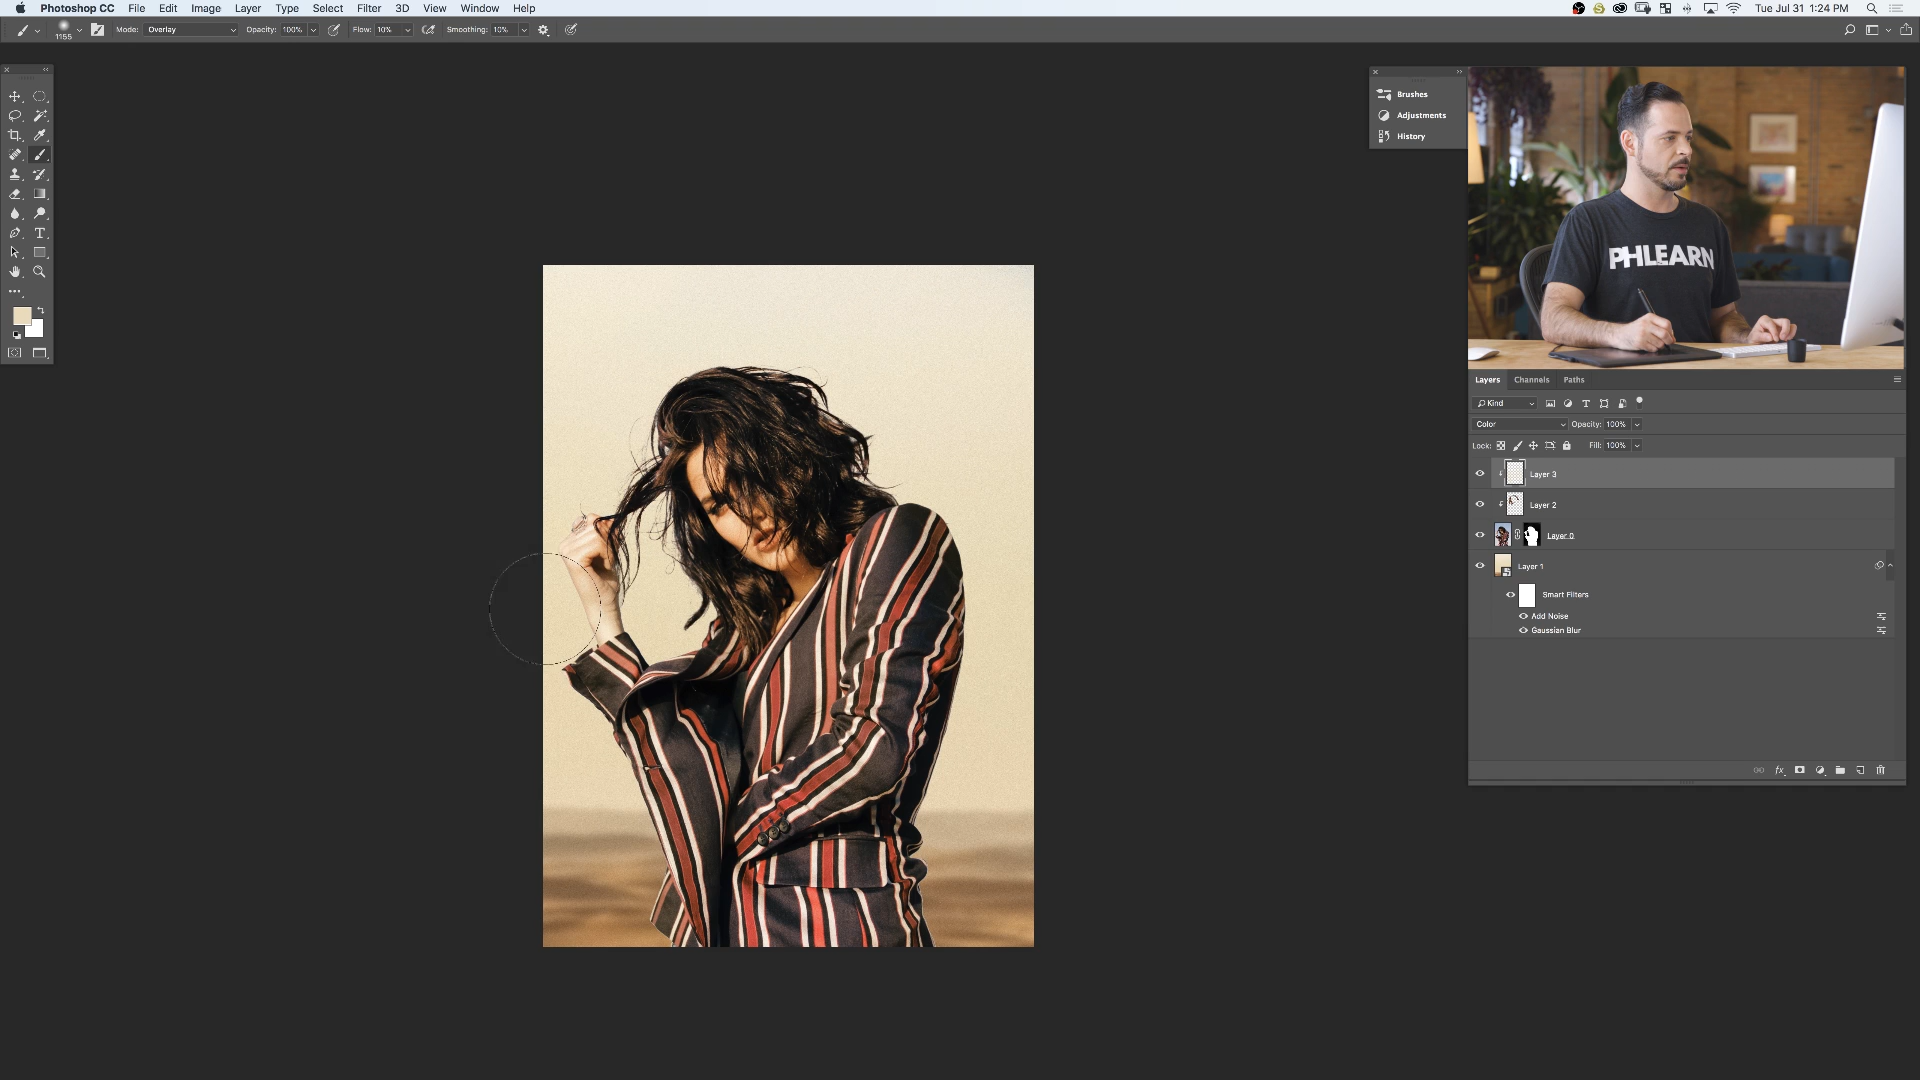 Photoshop CC File Edit Image Layer Type Select Filter 3D View Window Help Tue Jul 31 1:24 PM
1155 Mode: Overlay Opacity: 100% Flow: 10% Smoothing: 10%
Brushes
Adjustments
History
PHLEARN
Layers Channels Paths
Kind
Color Opacity: 100%
Lock: Fill: 100%
Layer 3
Layer 2
Layer 0
Layer 1
Smart Filters
Add Noise
Gaussian Blur